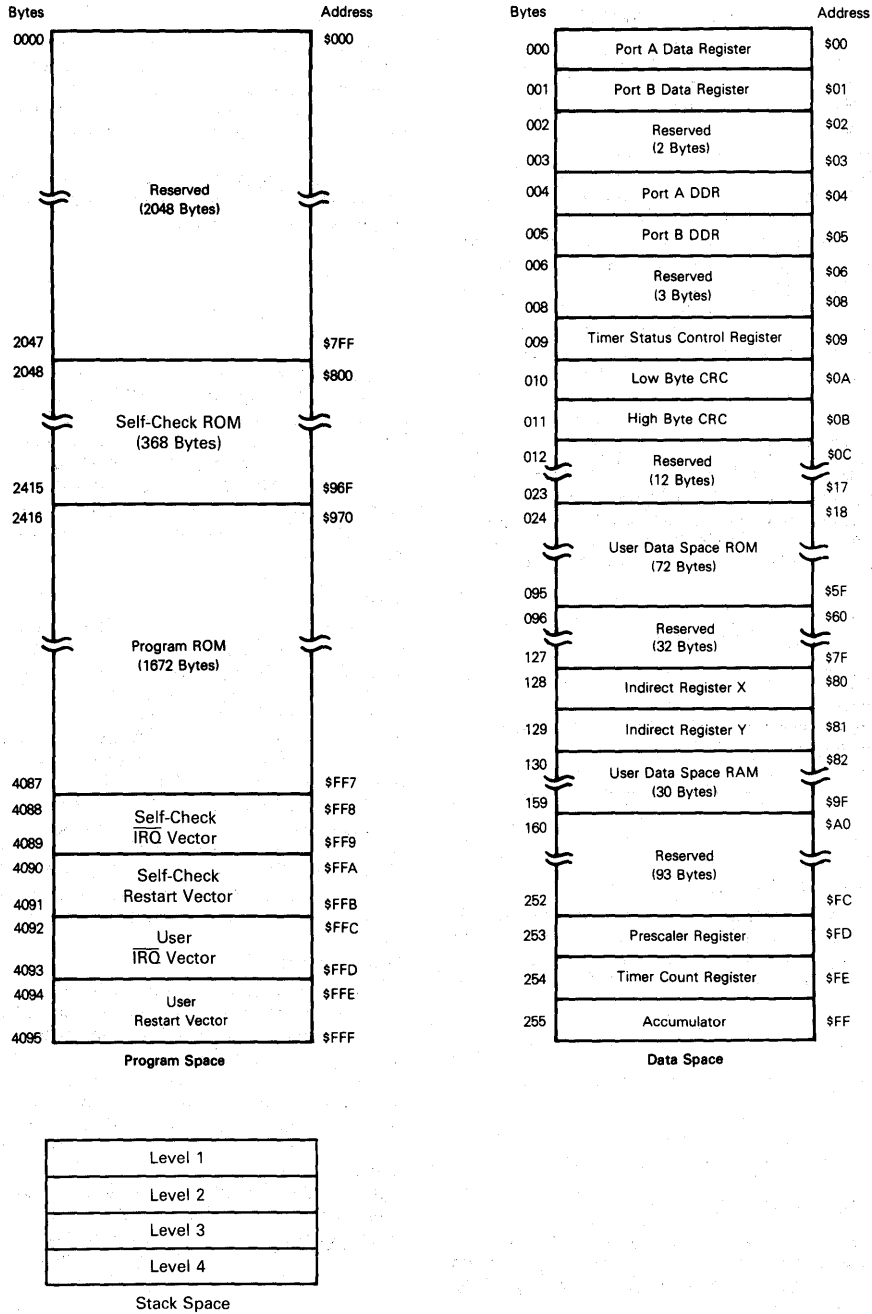 Bytes Address
0000 $000
Reserved
(2048 Bytes)
2047 $7FF
2048 $800
Self-Check ROM
(368 Bytes)
2415 $96F
2416 $970
Program ROM
(1672 Bytes)
4087 $FF7
4088 $FF8
Self-Check
IRQ Vector
4089 $FF9
4090 $FFA
Self-Check
Restart Vector
4091 $FFB
4092 $FFC
User
IRQ Vector
4093 $FFD
4094 $FFE
User
Restart Vector
4095 $FFF
Program Space
Bytes Address
000 Port A Data Register $00
001 Port B Data Register $01
002 $02
Reserved
(2 Bytes)
003 $03
004 Port A DDR $04
005 Port B DDR $05
006 $06
Reserved
(3 Bytes)
008 $08
009 Timer Status Control Register $09
010 Low Byte CRC $0A
011 High Byte CRC $0B
012 $0C
Reserved
(12 Bytes)
023 $17
024 $18
User Data Space ROM
(72 Bytes)
095 $5F
096 $60
Reserved
(32 Bytes)
127 $7F
128 Indirect Register X $80
129 Indirect Register Y $81
130 $82
User Data Space RAM
(30 Bytes)
159 $9F
160 $A0
Reserved
(93 Bytes)
252 $FC
253 Prescaler Register $FD
254 Timer Count Register $FE
255 Accumulator $FF
Data Space
Level 1
Level 2
Level 3
Level 4
Stack Space